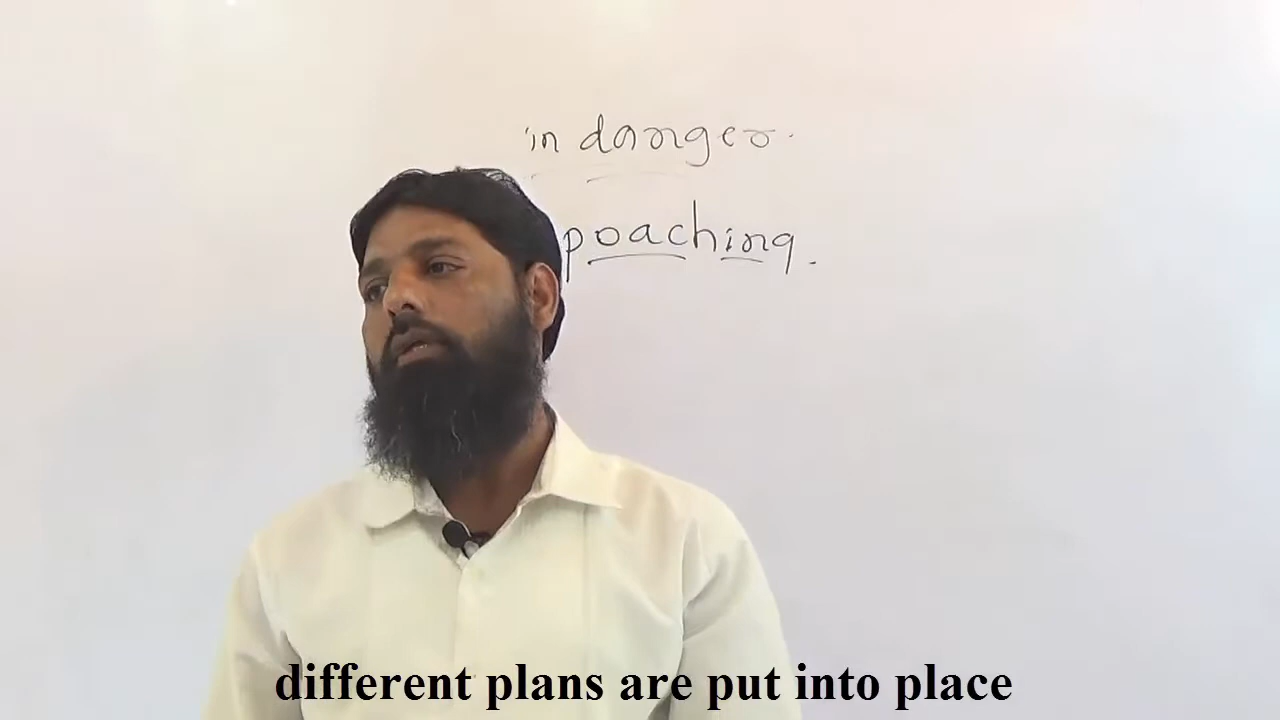 in danger.
poaching.
different plans are put into place